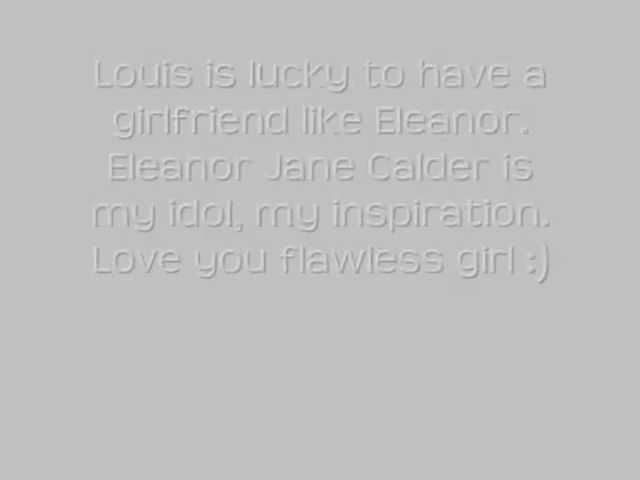 Louis is lucky to have a
girlfriend like Eleanor.
Eleanor Jane Calder is
my idol, my inspiration.
Love you flawless girl :)